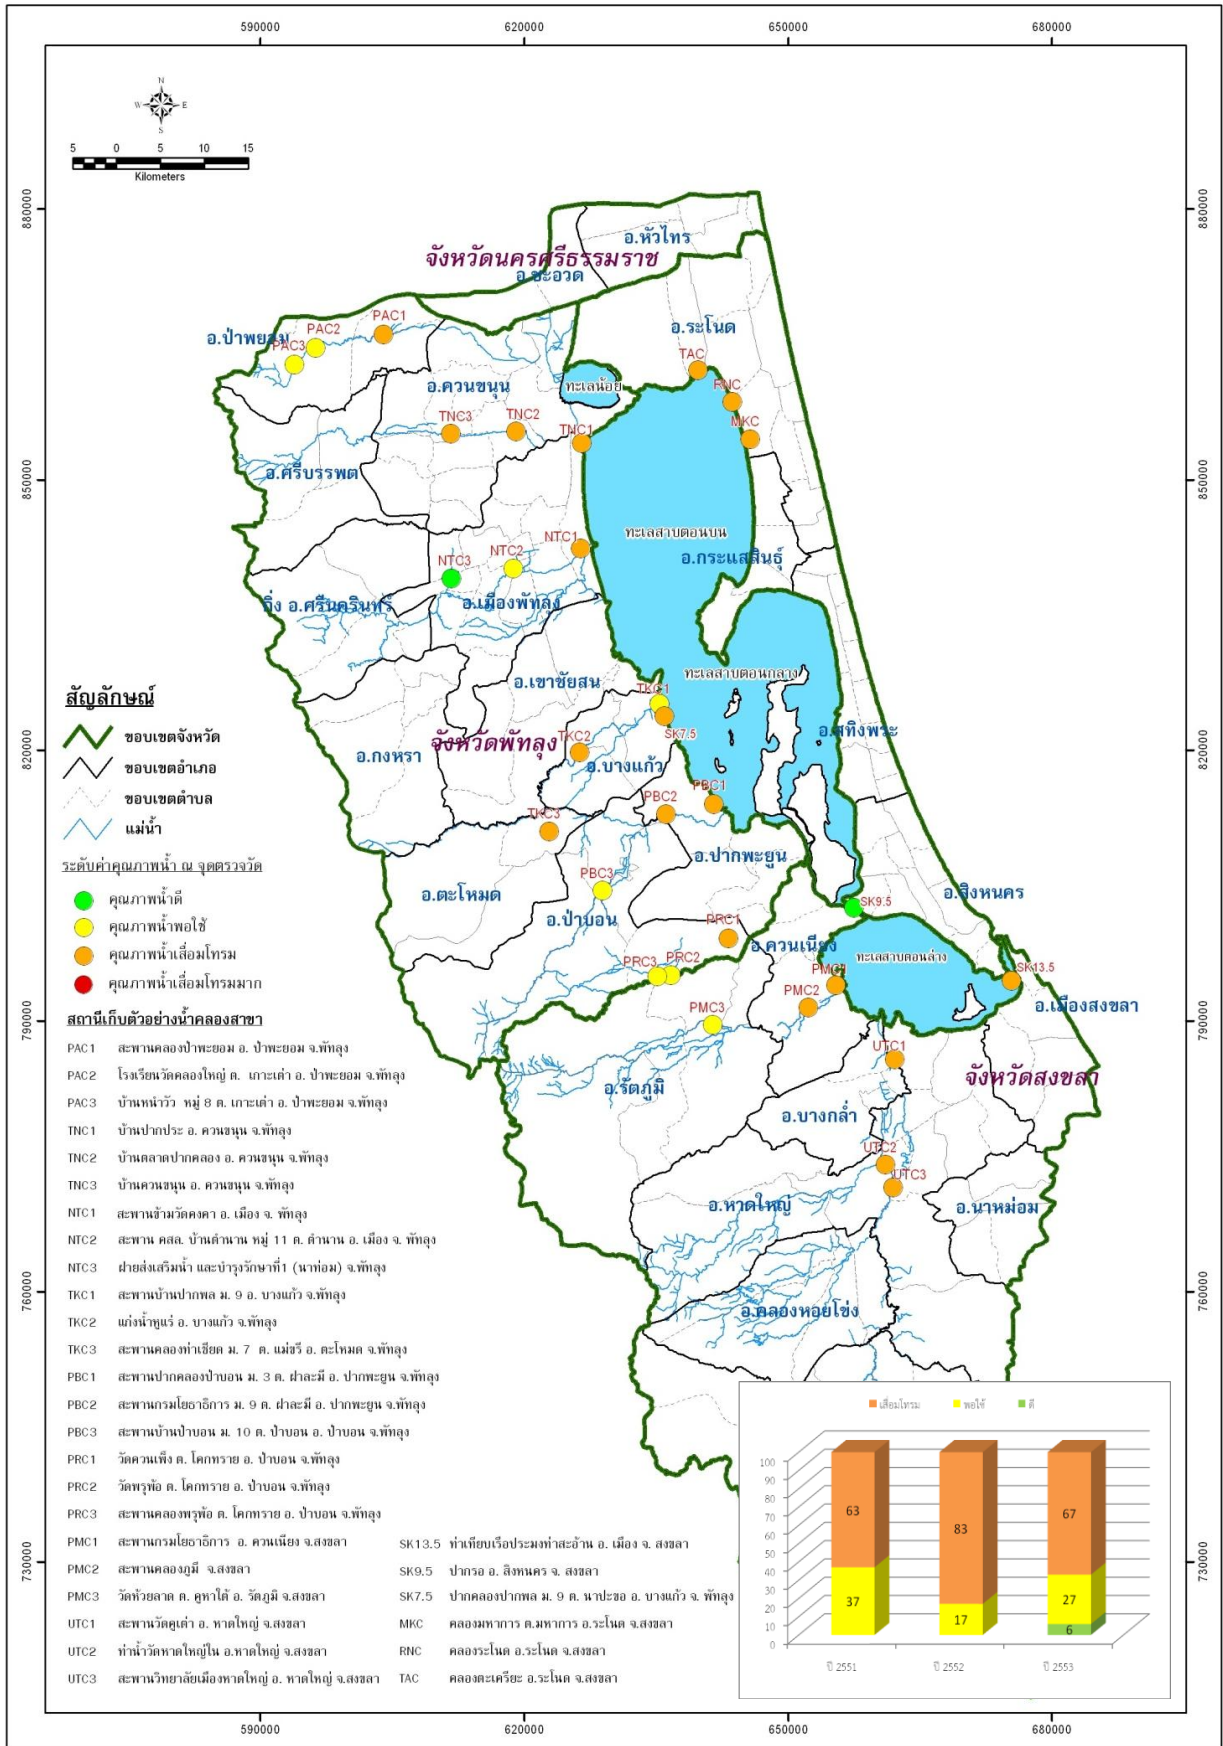 590000 620000 650000 680000
N
W E
S
5 0 5 10 15
Kilometers
880000
880000
อ.หัวไทร
จังหวัดนครศรีธรรมราช
อ.ชะอวด
PAC1
อ.ป่าพยอม
PAC2
PAC3
อ.ระโนด
TAC
ทะเลน้อย
อ.ควนขนุน
RNC
TNC3
TNC2
TNC1
MKC
อ.ศรีบรรพต
850000
850000
ทะเลสาบตอนบน
NTC1
NTC2
NTC3
อ.กระแสสินธุ์
กิ่ง อ.ศรีนครินทร์
อ.เมืองพัทลุง
ทะเลสาบตอนกลาง
อ.เขาชัยสน
TKC1
สัญลักษณ์
ขอบเขตจังหวัด
ขอบเขตอำเภอ
ขอบเขตตำบล
แม่น้ำ
จังหวัดพัทลุง
TKC2
SK7.5
อ.สทิงพระ
อ.กงหรา
820000
820000
อ.บางแก้ว
PBC1
PBC2
TKC3
อ.ปากพะยูน
ระดับค่าคุณภาพน้ำ ณ จุดตรวจวัด
คุณภาพน้ำดี
คุณภาพน้ำพอใช้
คุณภาพน้ำเสื่อมโทรม
คุณภาพน้ำเสื่อมโทรมมาก
PBC3
อ.ตะโหมด
อ.สิงหนคร
SK9.5
อ.ป่าบอน
PRC1
อ.ควนเนียง
ทะเลสาบตอนล่าง
PRC3
PRC2
PMC1
SK13.5
PMC2
อ.เมืองสงขลา
PMC3
790000
790000
UTC1
จังหวัดสงขลา
อ.รัตภูมิ
อ.บางกล่ำ
UTC2
UTC3
อ.หาดใหญ่
อ.นาหม่อม
อ.คลองหอยโข่ง
760000
760000
สถานีเก็บตัวอย่างน้ำคลองสาขา
PAC1 สะพานคลองป่าพะยอม อ. ป่าพะยอม จ.พัทลุง
PAC2 โรงเรียนวัดคลองใหญ่ ต. เกาะเต่า อ. ป่าพะยอม จ.พัทลุง
PAC3 บ้านหน่ำวัว หมู่ 8 ต. เกาะเต่า อ. ป่าพะยอม จ.พัทลุง
TNC1 บ้านปากประ อ. ควนขนุน จ.พัทลุง
TNC2 บ้านตลาดปากคลอง อ. ควนขนุน จ.พัทลุง
TNC3 บ้านควนขนุน อ. ควนขนุน จ.พัทลุง
NTC1 สะพานข้ามวัดคงคา อ. เมือง จ. พัทลุง
NTC2 สะพาน คสล. บ้านตำนาน หมู่ 11 ต. ตำนาน อ. เมือง จ. พัทลุง
NTC3 ฝายส่งเสริมน้ำ และบำรุงรักษาที่1 (นาท่อม) จ.พัทลุง
TKC1 สะพานบ้านปากพล ม. 9 อ. บางแก้ว จ.พัทลุง
TKC2 แก่งน้ำหูแร่ อ. บางแก้ว จ.พัทลุง
TKC3 สะพานคลองท่าเชียด ม. 7 ต. แม่ขรี อ. ตะโหมด จ.พัทลุง
PBC1 สะพานปากคลองป่าบอน ม. 3 ต. ฝาละมี อ. ปากพะยูน จ.พัทลุง
PBC2 สะพานกรมโยธาธิการ ม. 9 ต. ฝาละมี อ. ปากพะยูน จ.พัทลุง
PBC3 สะพานบ้านป่าบอน ม. 10 ต. ป่าบอน อ. ป่าบอน จ.พัทลุง
PRC1 วัดควนเพ็ง ต. โคกทราย อ. ป่าบอน จ.พัทลุง
PRC2 วัดพรุพ้อ ต. โคกทราย อ. ป่าบอน จ.พัทลุง
PRC3 สะพานคลองพรุพ้อ ต. โคกทราย อ. ป่าบอน จ.พัทลุง
PMC1 สะพานกรมโยธาธิการ อ. ควนเนียง จ.สงขลา
PMC2 สะพานคลองภูมี จ.สงขลา
PMC3 วัดห้วยลาด ต. คูหาใต้ อ. รัตภูมิ จ.สงขลา
UTC1 สะพานวัดคูเต่า อ. หาดใหญ่ จ.สงขลา
UTC2 ท่าน้ำวัดหาดใหญ่ใน อ.หาดใหญ่ จ.สงขลา
UTC3 สะพานวิทยาลัยเมืองหาดใหญ่ อ. หาดใหญ่ จ.สงขลา
SK13.5 ท่าเทียบเรือประมงท่าสะอ้าน อ. เมือง จ. สงขลา
SK9.5 ปากรอ อ. สิงหนคร จ. สงขลา
SK7.5 ปากคลองปากพล ม. 9 ต. นาปะขอ อ. บางแก้ว จ. พัทลุง
MKC คลองมหาการ ต.มหาการ อ.ระโนด จ.สงขลา
RNC คลองระโนด อ.ระโนด จ.สงขลา
TAC คลองตะเครียะ อ.ระโนด จ.สงขลา
เสื่อมโทรม พอใช้ ดี
100
90
80
70
60
50
40
30
20
10
0
63 83 67
37 17 27
6
ปี 2551 ปี 2552 ปี 2553
730000
730000
590000 620000 650000 680000